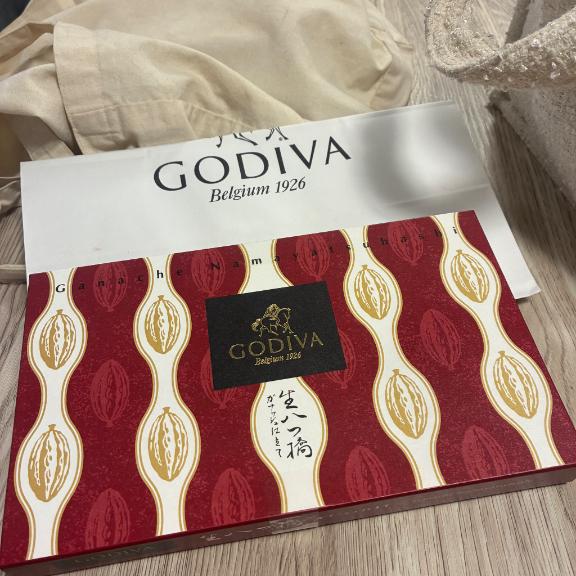 GODIVA
Belgium 1926
Ganache Namayatsuhashi
GODIVA
Belgium 1926
生八つ橋
ガナッシュ仕立て
GODIVA